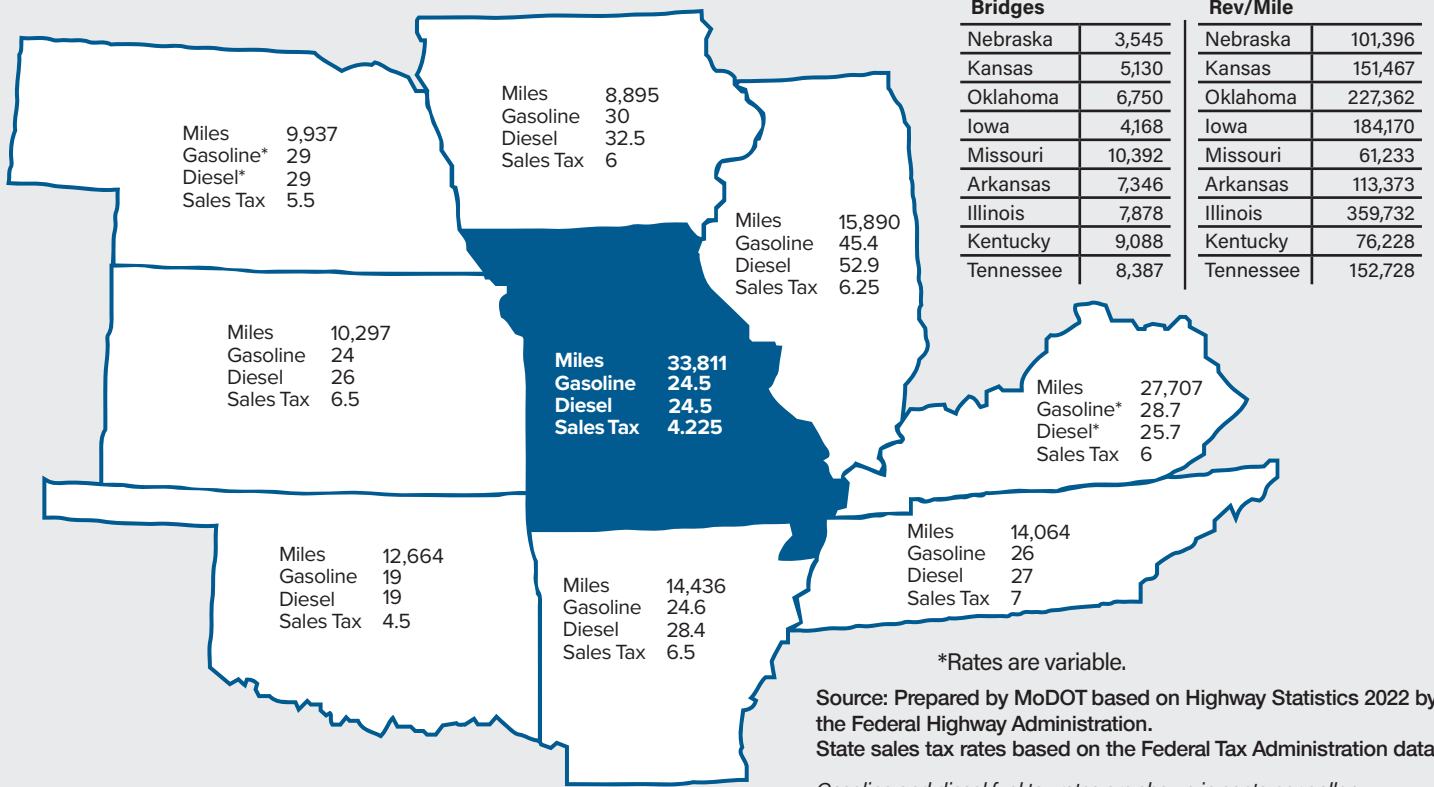 Bridges
Nebraska 3,545
Kansas 5,130
Oklahoma 6,750
Iowa 4,168
Missouri 10,392
Arkansas 7,346
Illinois 7,878
Kentucky 9,088
Tennessee 8,387
Rev/Mile
Nebraska 101,396
Kansas 151,467
Oklahoma 227,362
Iowa 184,170
Missouri 61,233
Arkansas 113,373
Illinois 359,732
Kentucky 76,228
Tennessee 152,728
Miles 8,895
Gasoline 30
Diesel 32.5
Sales Tax 6
Miles 9,937
Gasoline* 29
Diesel* 29
Sales Tax 5.5
Miles 15,890
Gasoline 45.4
Diesel 52.9
Sales Tax 6.25
Miles 10,297
Gasoline 24
Diesel 26
Sales Tax 6.5
Miles 33,811
Gasoline 24.5
Diesel 24.5
Sales Tax 4.225
Miles 27,707
Gasoline* 28.7
Diesel* 25.7
Sales Tax 6
Miles 12,664
Gasoline 19
Diesel 19
Sales Tax 4.5
Miles 14,436
Gasoline 24.6
Diesel 28.4
Sales Tax 6.5
Miles 14,064
Gasoline 26
Diesel 27
Sales Tax 7
*Rates are variable.
Source: Prepared by MoDOT based on Highway Statistics 2022 by
the Federal Highway Administration.
State sales tax rates based on the Federal Tax Administration data